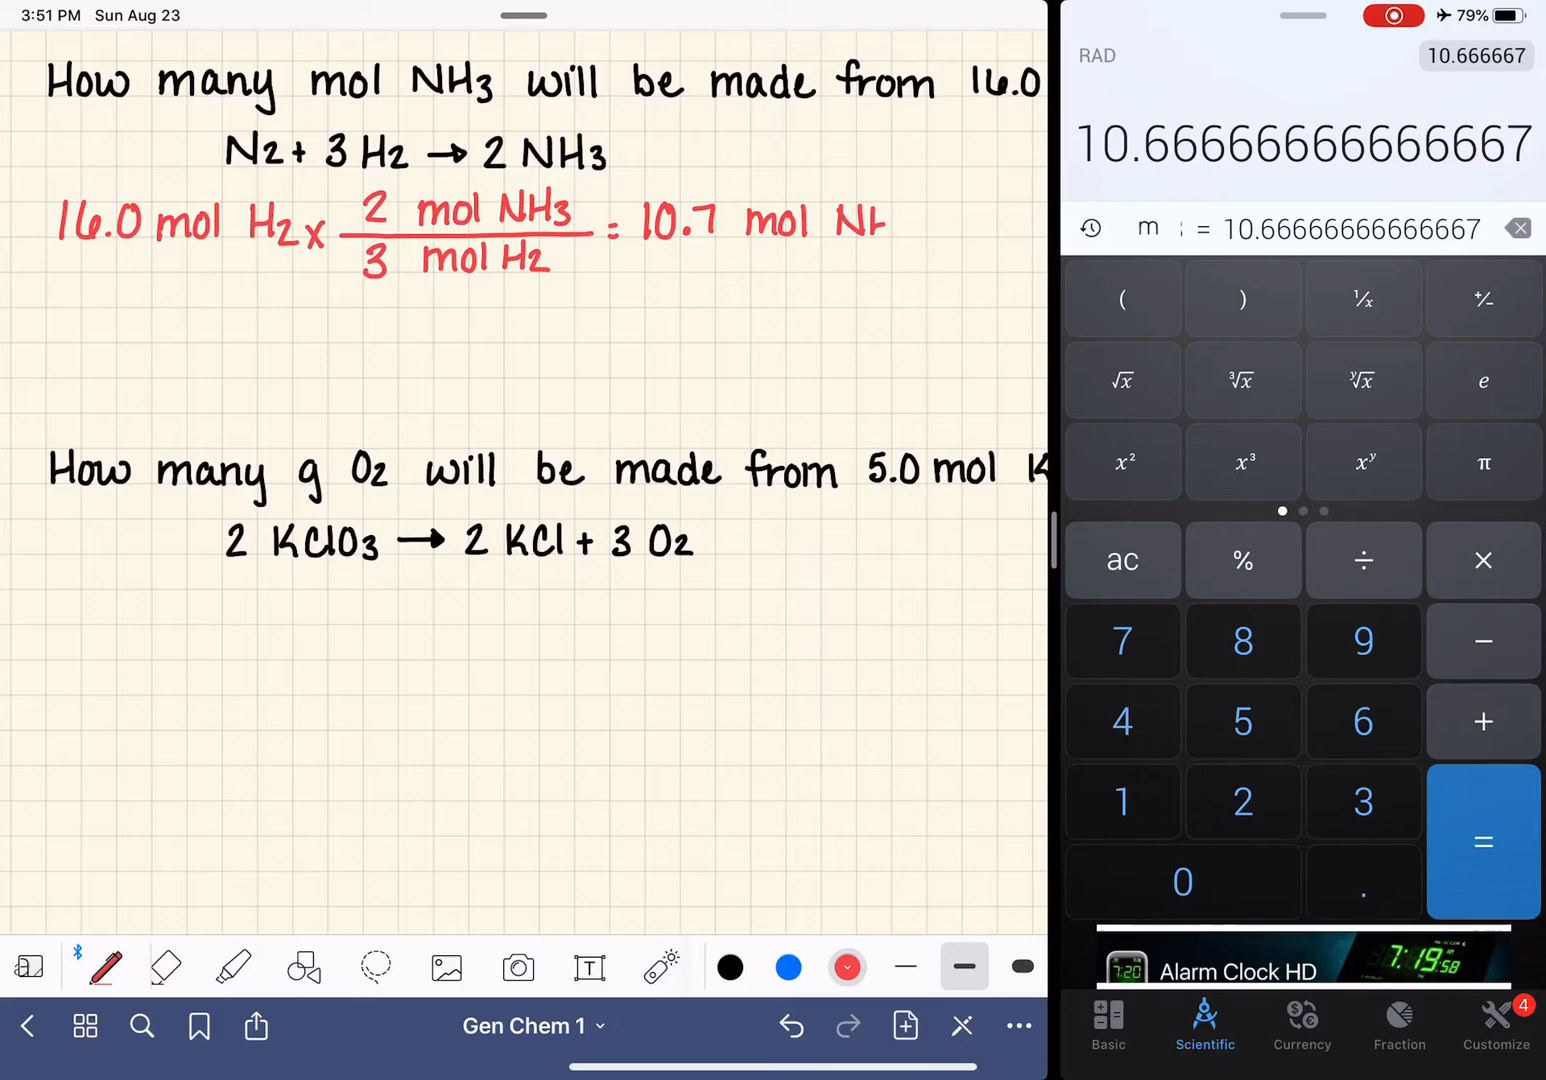 3:51 PM Sun Aug 23
79%
How many mol NH3 will be made from 16.0
N2 + 3 H2 → 2 NH3
16.0 mol H2 x 2 mol NH3 / 3 mol H2 = 10.7 mol NH
How many g O2 will be made from 5.0 mol K
2 KClO3 → 2 KCl + 3 O2
Gen Chem 1
RAD 10.666667
10.66666666666667
m = 10.66666666666667
( ) 1/x +/−
√x ³√x ʸ√x e
x² x³ xʸ π
ac % ÷ ×
7 8 9 −
4 5 6 +
1 2 3 =
0 .
7:20 Alarm Clock HD 7:19 58
4
Basic Scientific Currency Fraction Customize